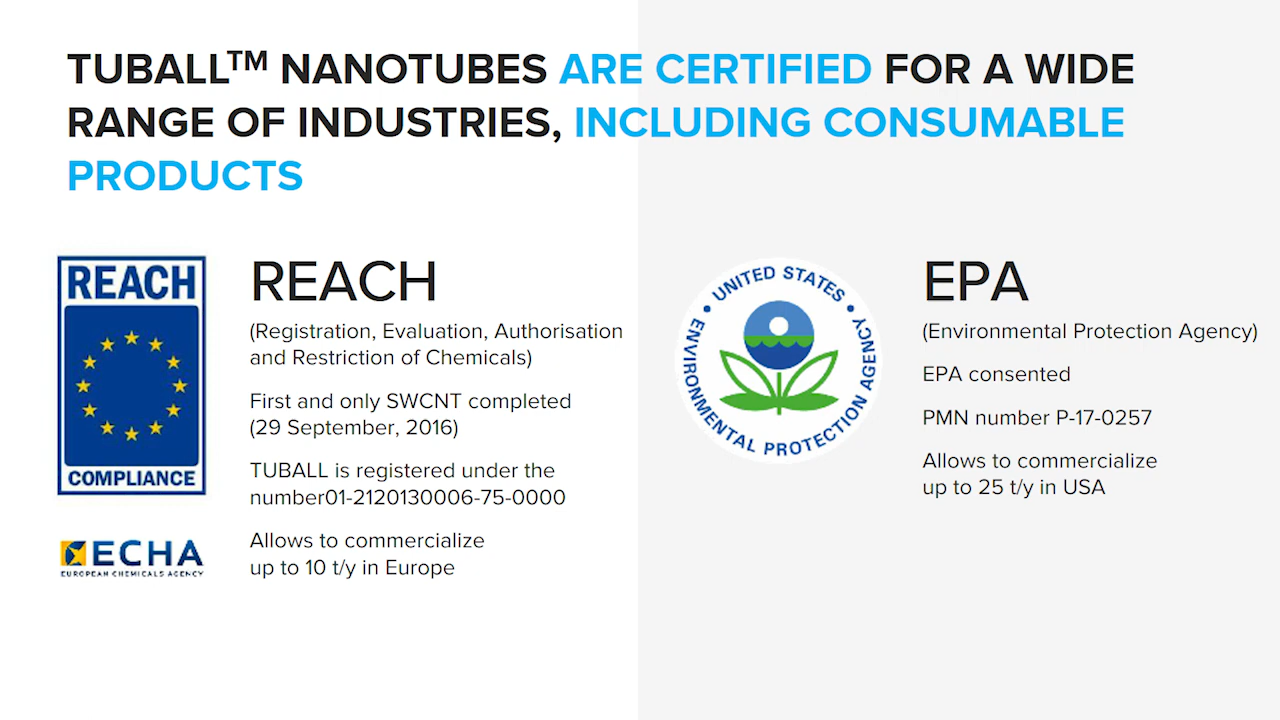 TUBALL™ NANOTUBES ARE CERTIFIED FOR A WIDE
RANGE OF INDUSTRIES, INCLUDING CONSUMABLE
PRODUCTS
REACH
COMPLIANCE
ECHA
EUROPEAN CHEMICALS AGENCY
REACH
(Registration, Evaluation, Authorisation
and Restriction of Chemicals)
First and only SWCNT completed
(29 September, 2016)
TUBALL is registered under the
number01-2120130006-75-0000
Allows to commercialize
up to 10 t/y in Europe
UNITED STATES
ENVIRONMENTAL PROTECTION AGENCY
EPA
(Environmental Protection Agency)
EPA consented
PMN number P-17-0257
Allows to commercialize
up to 25 t/y in USA